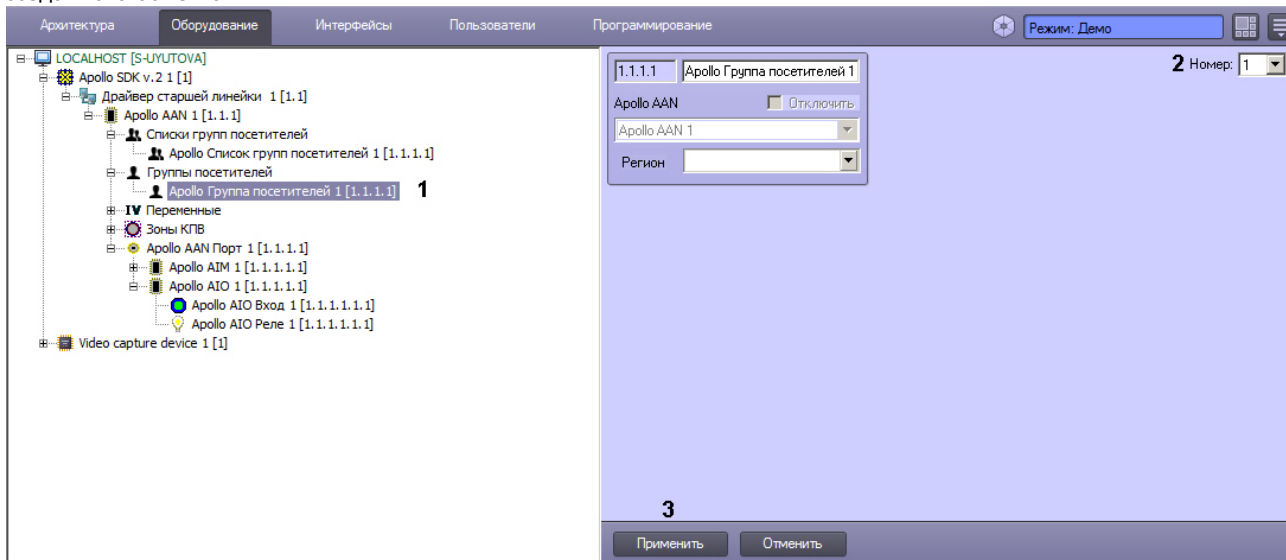 Архитектура Оборудование Интерфейсы Пользователи Программирование Режим: Демо
LOCALHOST [S-UYUTOVA]
Apollo SDK v.2 1 [1]
Драйвер старшей линейки 1 [1.1]
Apollo AAN 1 [1.1.1]
Списки групп посетителей
Apollo Список групп посетителей 1 [1.1.1.1]
Группы посетителей
Apollo Группа посетителей 1 [1.1.1.1] 1
IV Переменные
Зоны КПВ
Apollo AAN Порт 1 [1.1.1.1]
Apollo AIM 1 [1.1.1.1.1]
Apollo AIO 1 [1.1.1.1.1]
Apollo AIO Вход 1 [1.1.1.1.1.1]
Apollo AIO Реле 1 [1.1.1.1.1.1]
Video capture device 1 [1]
1.1.1.1 Apollo Группа посетителей 1
Apollo AAN Отключить
Apollo AAN 1
Регион
2 Номер: 1
3
Применить Отменить